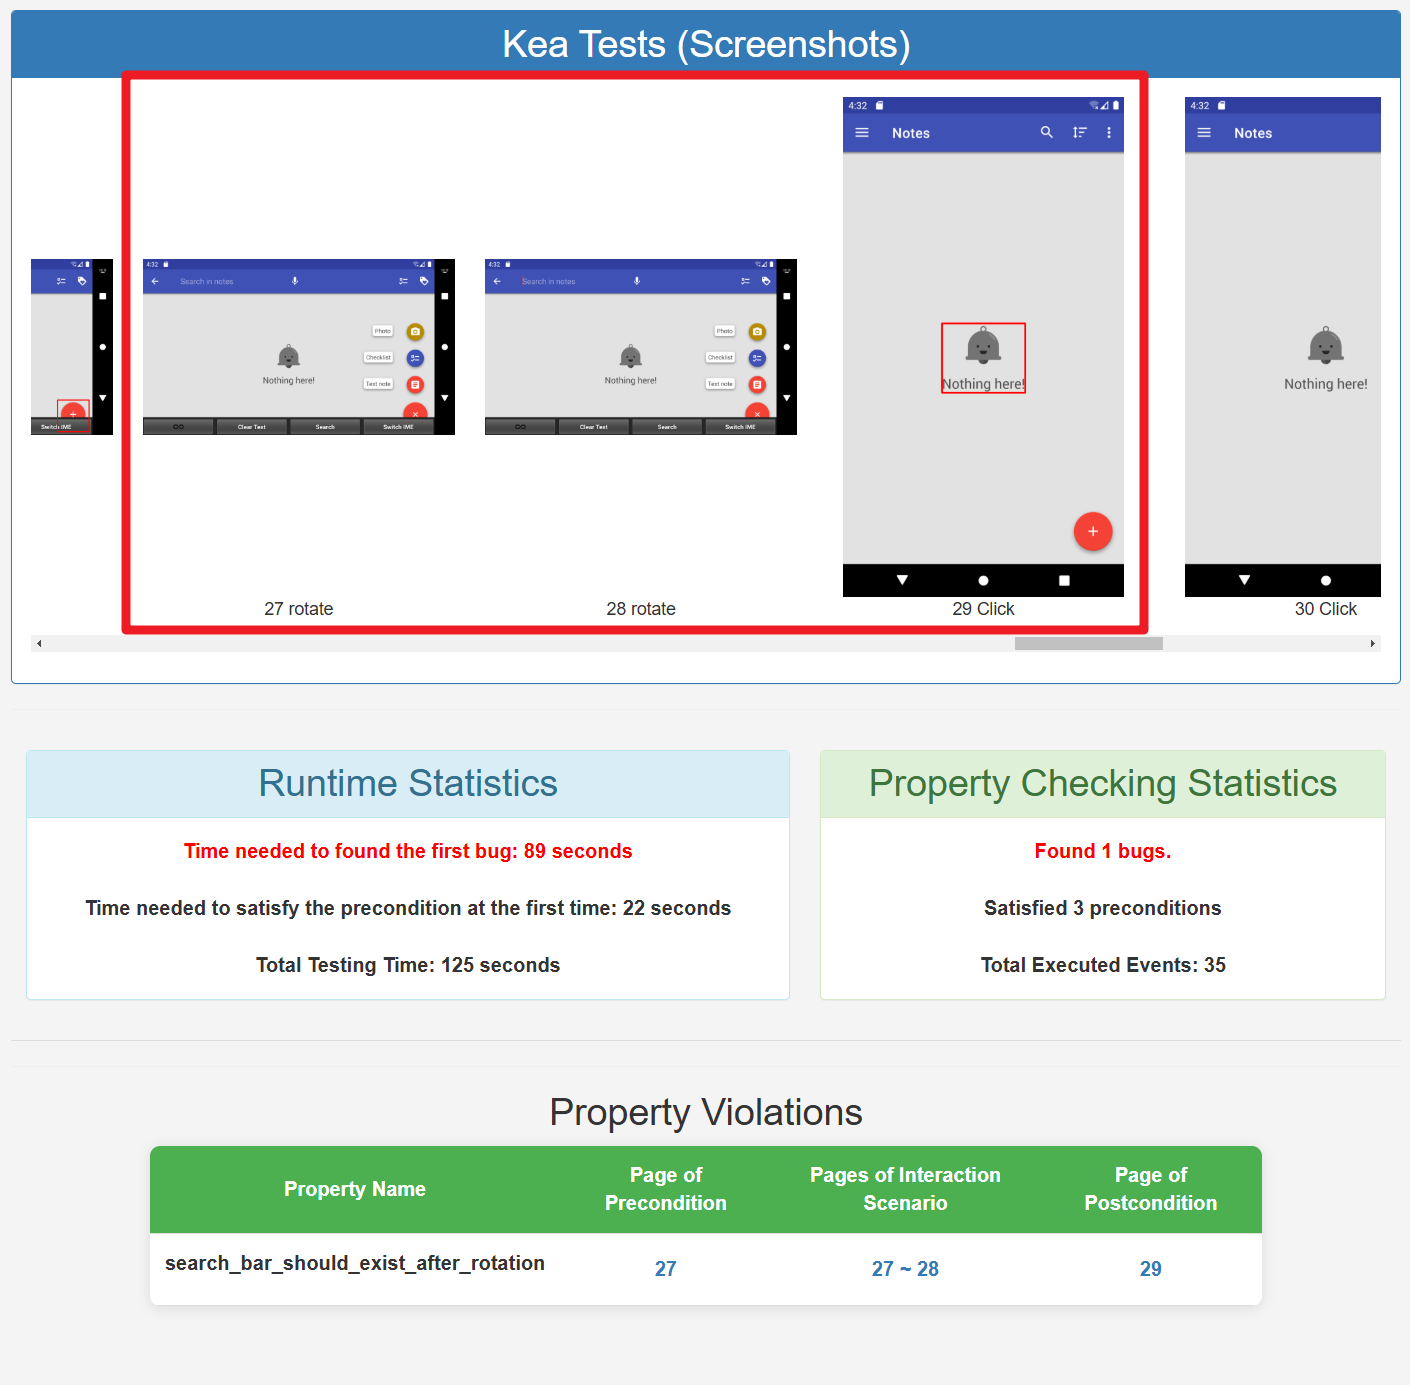 Kea Tests (Screenshots)
Switch IME
4:32
Search in notes
Photo
Checklist
Text note
Nothing here!
Clear Text
Search
Switch IME
27 rotate
4:32
Search in notes
Photo
Checklist
Text note
Nothing here!
Clear Text
Search
Switch IME
28 rotate
4:32
Notes
Nothing here!
29 Click
4:32
Notes
Nothing here!
30 Click
Runtime Statistics
Time needed to found the first bug: 89 seconds
Time needed to satisfy the precondition at the first time: 22 seconds
Total Testing Time: 125 seconds
Property Checking Statistics
Found 1 bugs.
Satisfied 3 preconditions
Total Executed Events: 35
Property Violations
Property Name
Page of
Precondition
Pages of Interaction
Scenario
Page of
Postcondition
search_bar_should_exist_after_rotation
27
27 ~ 28
29